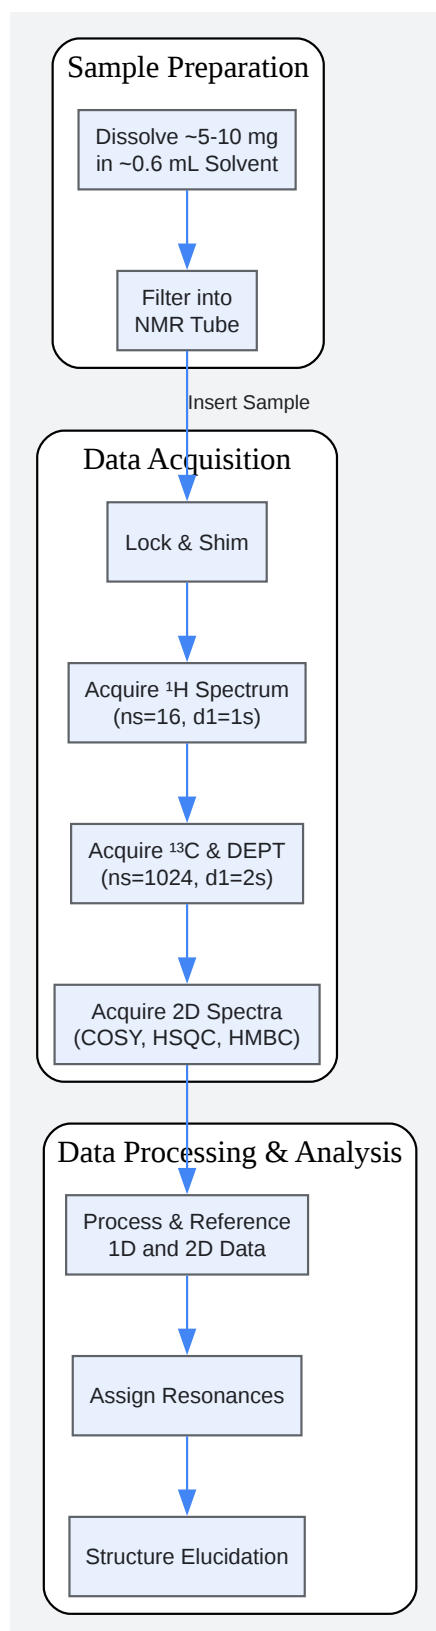 Sample Preparation
Dissolve ~5-10 mg
in ~0.6 mL Solvent
Filter into
NMR Tube
Insert Sample
Data Acquisition
Lock & Shim
Acquire ¹H Spectrum
(ns=16, d1=1s)
Acquire ¹³C & DEPT
(ns=1024, d1=2s)
Acquire 2D Spectra
(COSY, HSQC, HMBC)
Data Processing & Analysis
Process & Reference
1D and 2D Data
Assign Resonances
Structure Elucidation